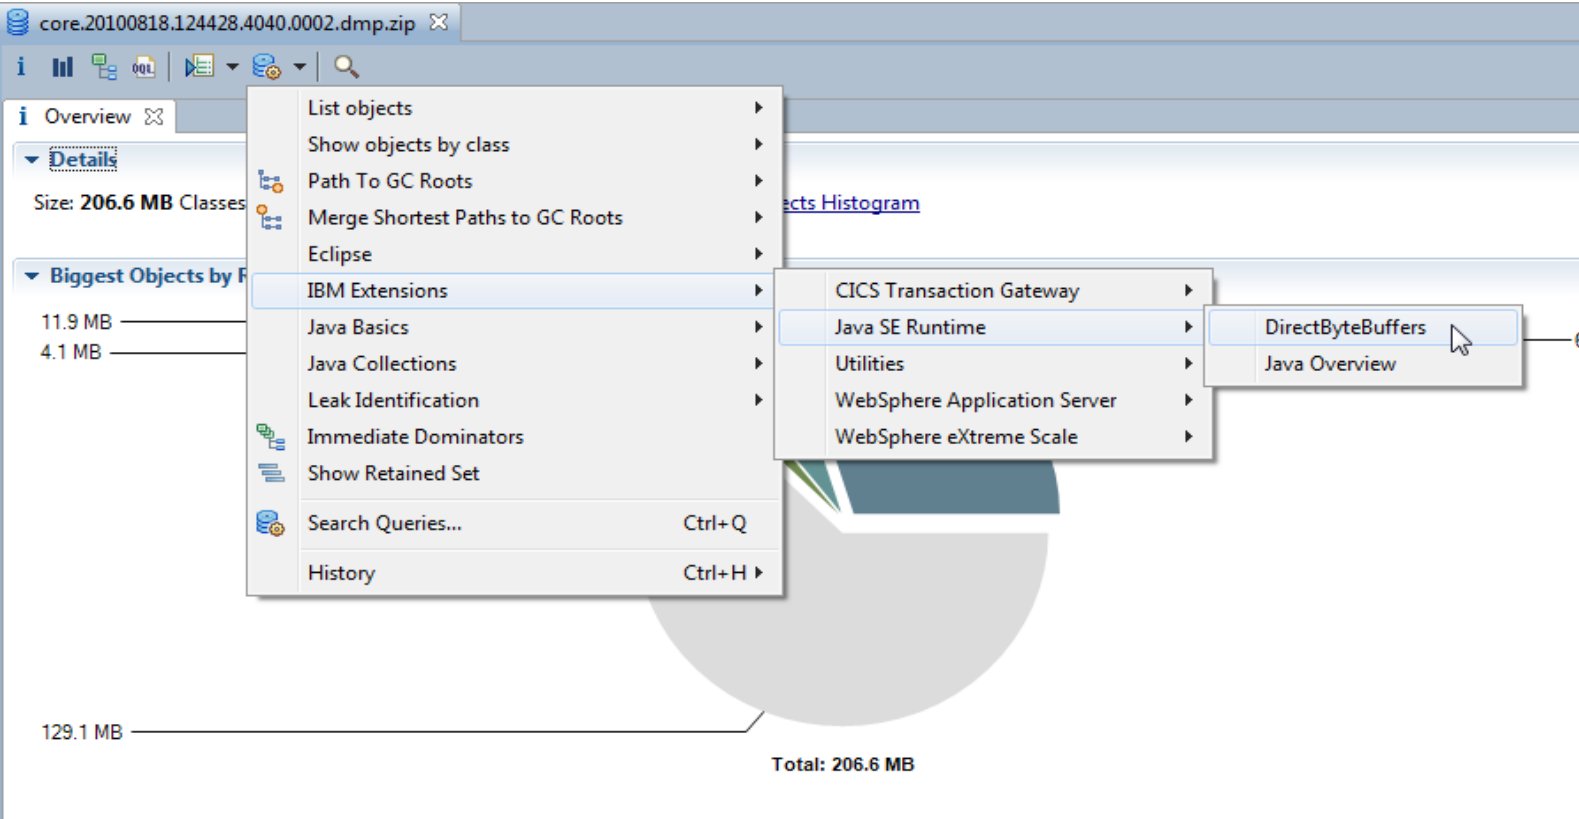 core.20100818.124428.4040.0002.dmp.zip
i OQL
i Overview
Details
Size: 206.6 MB Classes
ects Histogram
Biggest Objects by R
11.9 MB
4.1 MB
List objects
Show objects by class
Path To GC Roots
Merge Shortest Paths to GC Roots
Eclipse
IBM Extensions
Java Basics
Java Collections
Leak Identification
Immediate Dominators
Show Retained Set
Search Queries... Ctrl+Q
History Ctrl+H
CICS Transaction Gateway
Java SE Runtime
Utilities
WebSphere Application Server
WebSphere eXtreme Scale
DirectByteBuffers
Java Overview
129.1 MB
Total: 206.6 MB